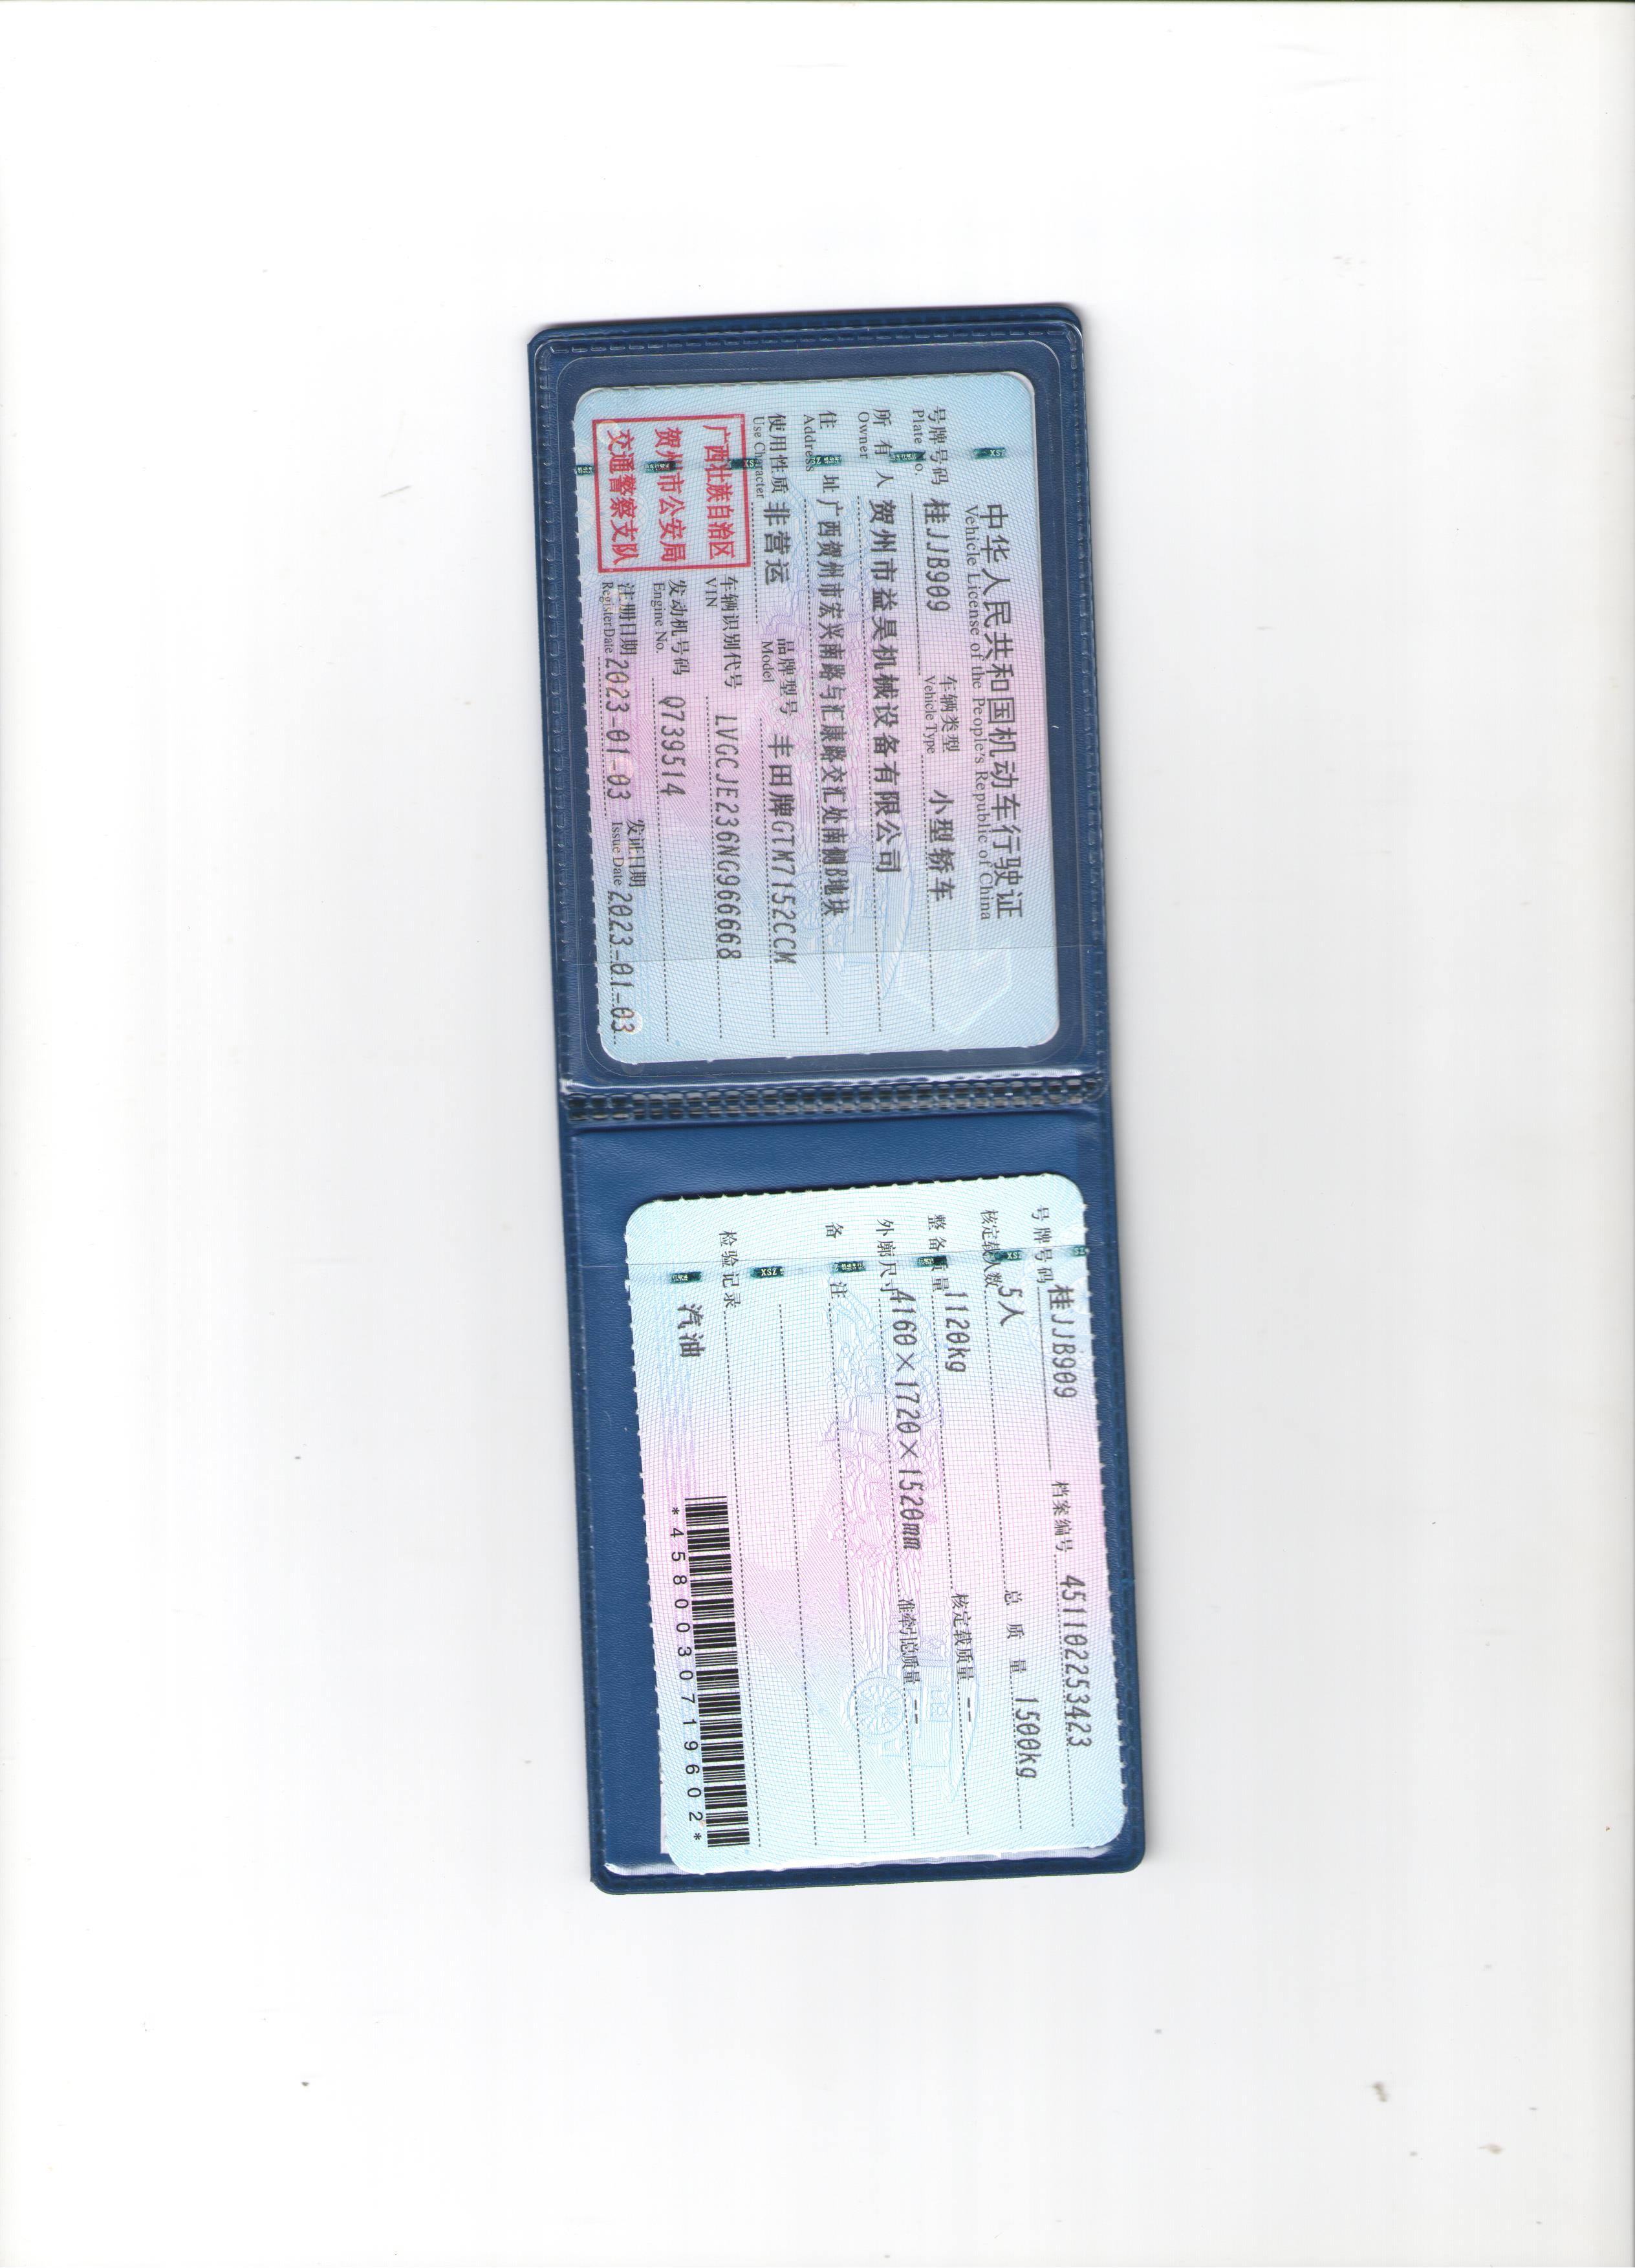 中华人民共和国机动车行驶证
Vehicle License of the People's Republic of China
号牌号码 桂JJB909 车辆类型 小型轿车
Plate No. Vehicle Type
所有人 贺州市益昊机械设备有限公司
Owner
住址 广西贺州市宏兴南路与汇康路交汇处南侧B地块
Address
使用性质 非营运 品牌型号 丰田牌GTM7152CCM
Use Character Model
广西壮族自治区
贺州市公安局
交通警察支队
车辆识别代号 LVGCJE236NG966668
VIN
发动机号码 Q739514
Engine No.
注册日期 2023-01-03 发证日期 2023-01-03
Register Date Issue Date
号牌号码 桂JJB909 档案编号 451102253423
核定载人数 5人 总质量 1500kg
整备质量 1120kg 核定载质量 --
外廓尺寸 4160×1720×1520mm 准牵引总质量 --
备注
检验记录
汽油
*4580030719602*